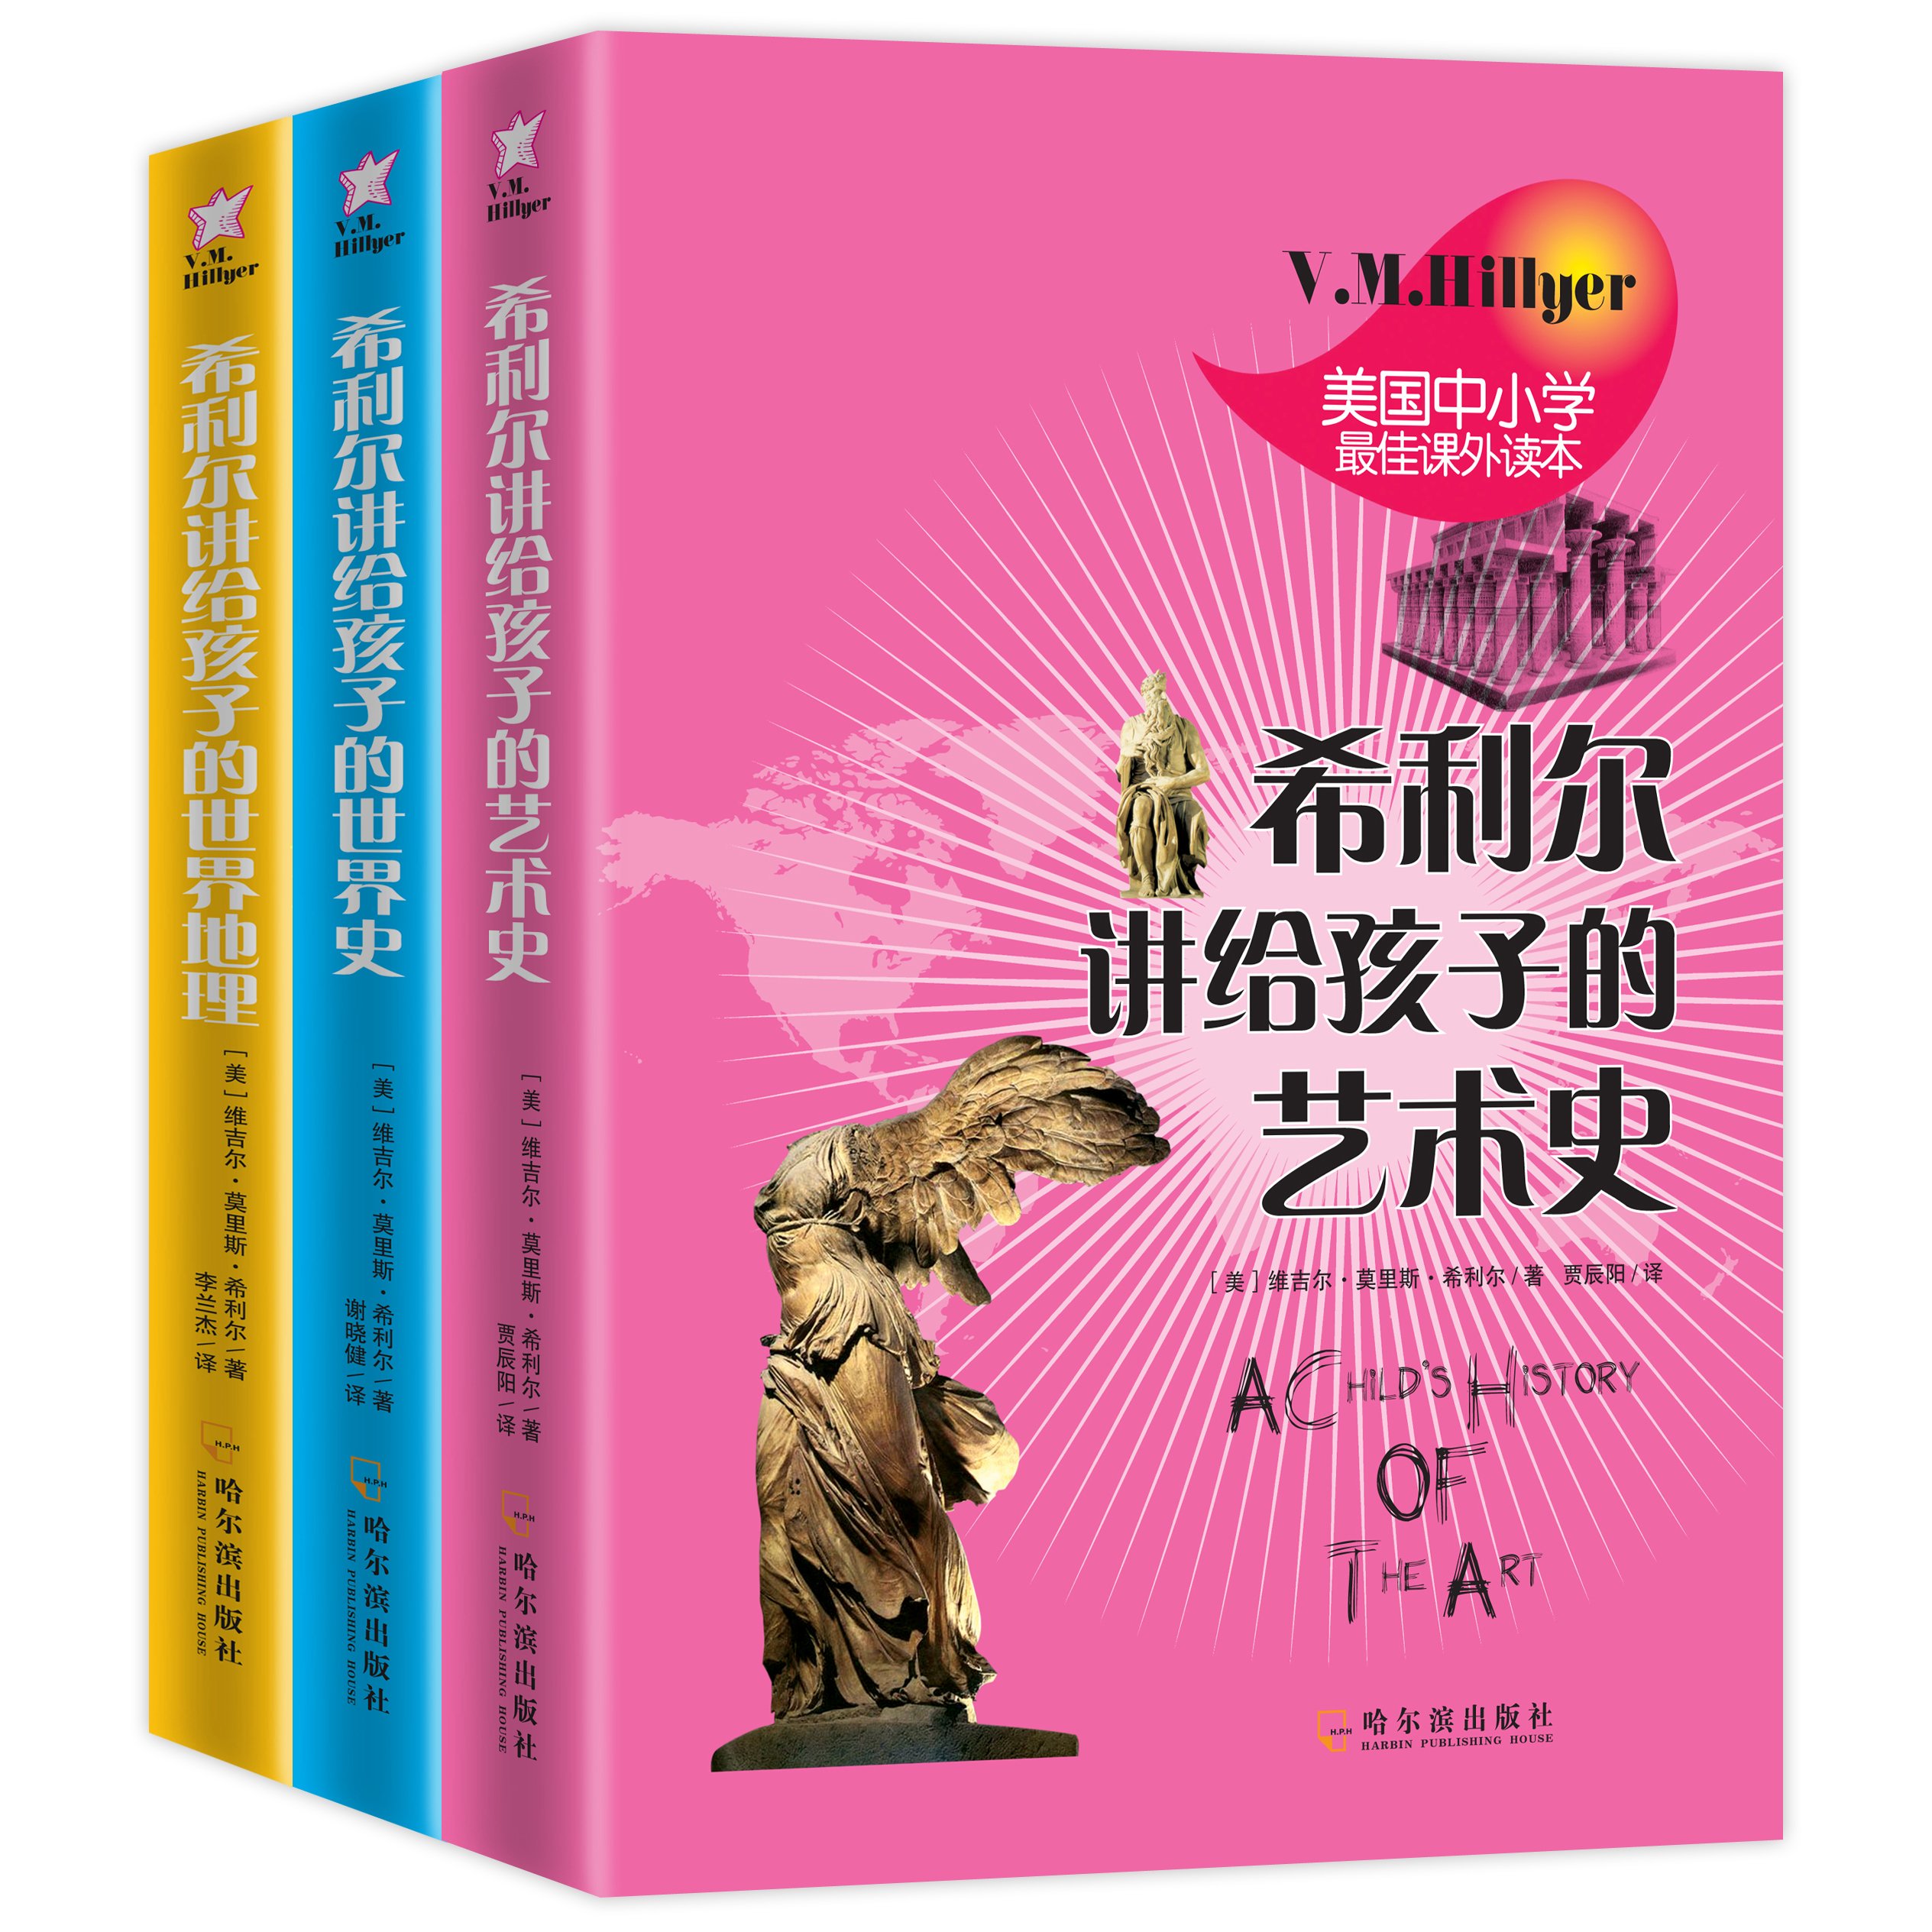 V.M.
Hillyer
希利尔讲给孩子的世界地理
[美]维吉尔·莫里斯·希利尔/著
李兰杰/译
H.P.H
哈尔滨出版社
HARBIN PUBLISHING HOUSE
V.M.
Hillyer
希利尔讲给孩子的世界史
[美]维吉尔·莫里斯·希利尔/著
谢晓健/译
H.P.H
哈尔滨出版社
HARBIN PUBLISHING HOUSE
V.M.
Hillyer
希利尔讲给孩子的艺术史
[美]维吉尔·莫里斯·希利尔/著
贾辰阳/译
H.P.H
哈尔滨出版社
HARBIN PUBLISHING HOUSE
V.M.Hillyer
美国中小学
最佳课外读本
希利尔
讲给孩子的
艺术史
[美]维吉尔·莫里斯·希利尔/著 贾辰阳/译
A CHILD'S HISTORY
OF
THE ART
H.P.H
哈尔滨出版社
HARBIN PUBLISHING HOUSE